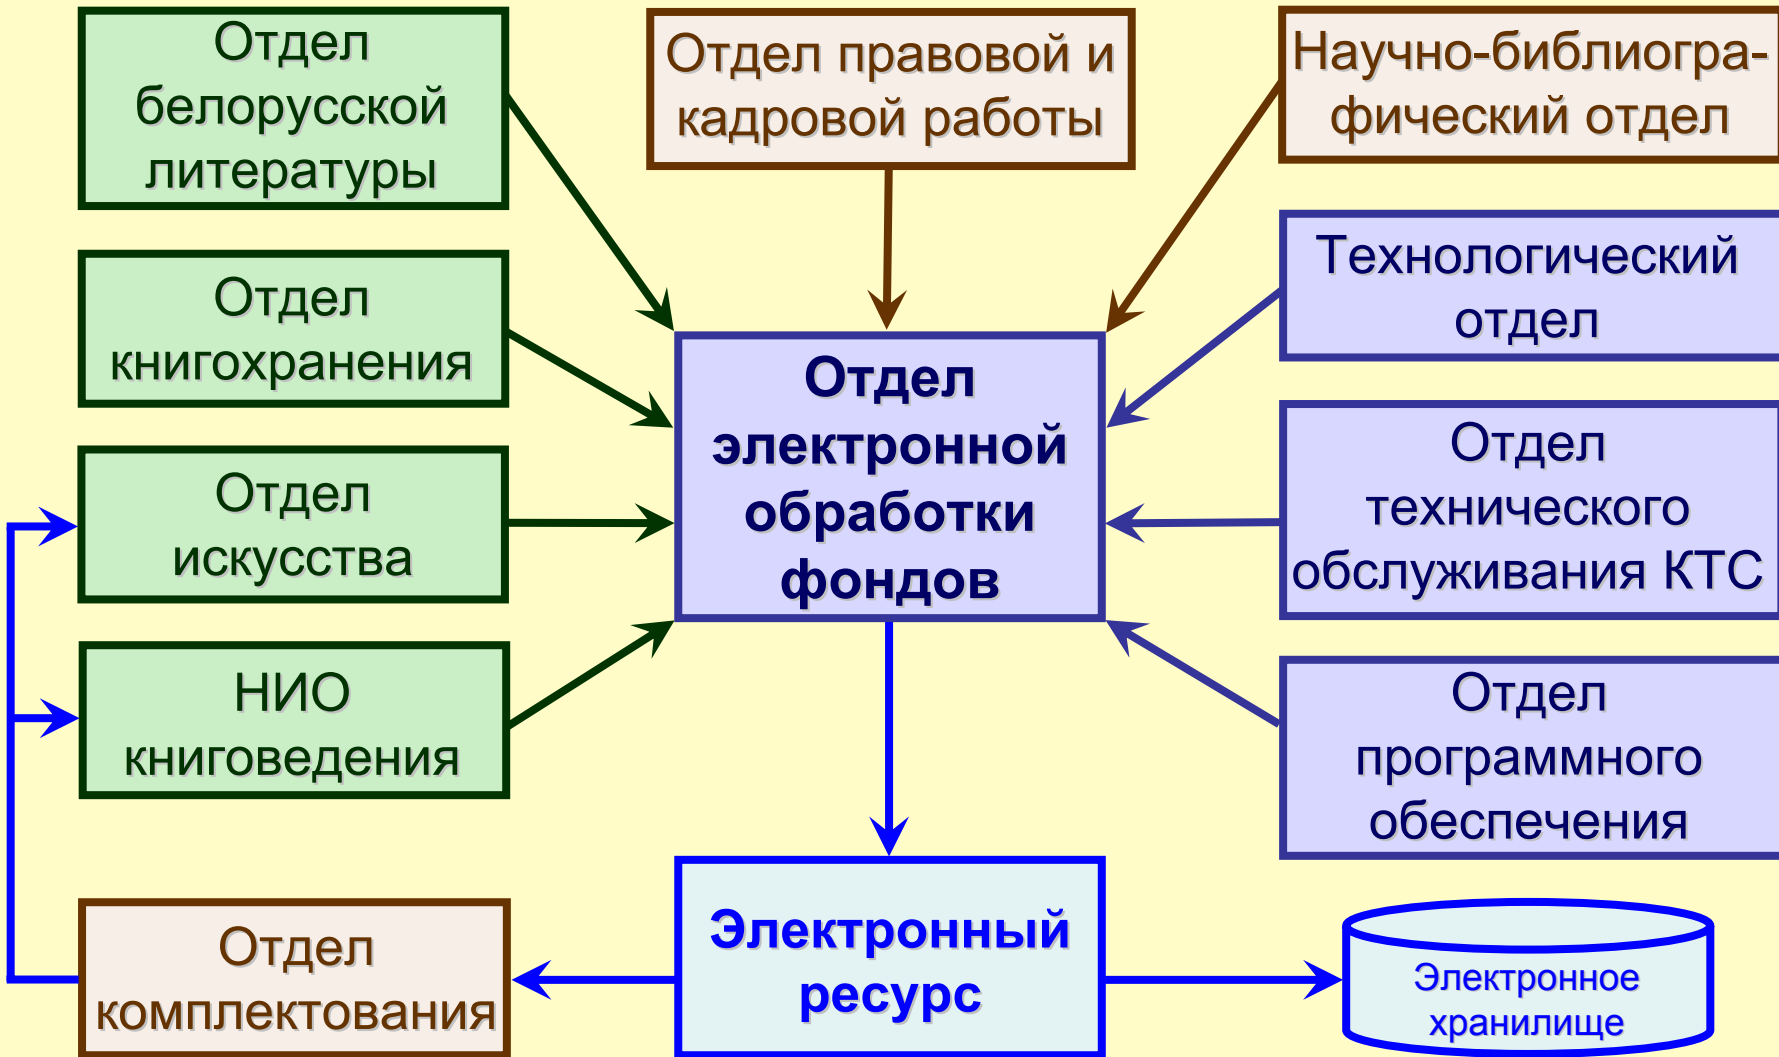 Отдел
белорусской
литературы
Отдел правовой и
кадровой работы
Научно-библиогра-
фический отдел
Отдел
книгохранения
Технологический
отдел
Отдел
электронной
обработки
фондов
Отдел
искусства
Отдел
технического
обслуживания КТС
НИО
книговедения
Отдел
программного
обеспечения
Отдел
комплектования
Электронный
ресурс
Электронное
хранилище